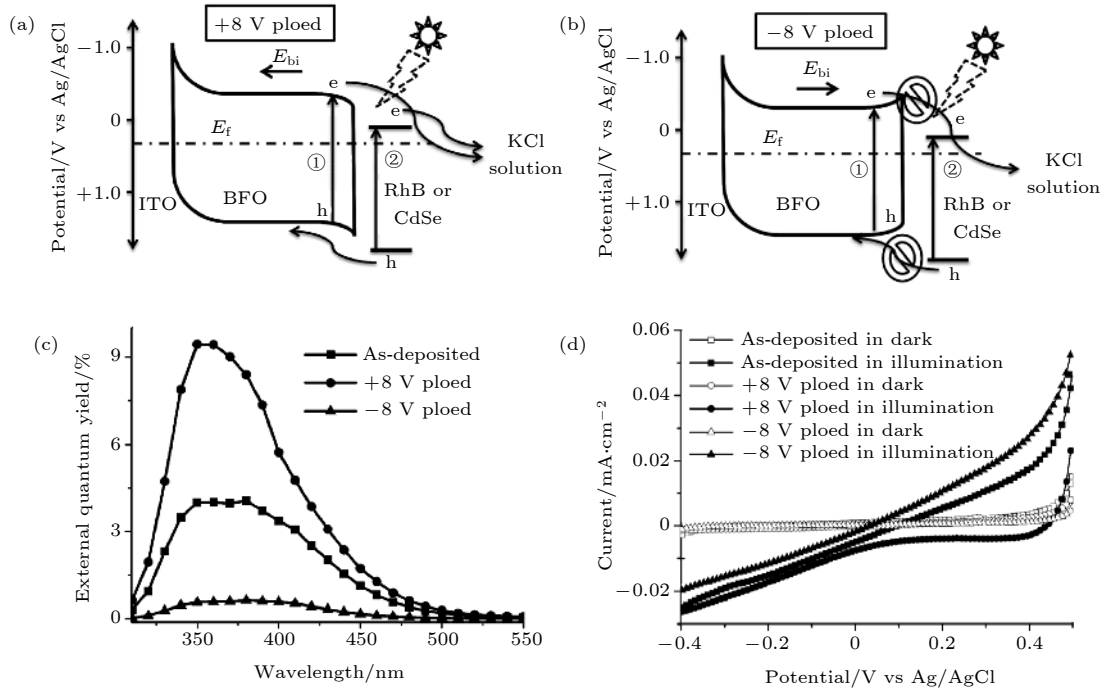 (a)
+8 V ploed
Potential/V vs Ag/AgCl
−1.0
0
+1.0
E_bi
e
e
E_f
①
②
KCl
solution
ITO
BFO
RhB or
CdSe
h
h
(b)
−8 V ploed
Potential/V vs Ag/AgCl
−1.0
0
+1.0
E_bi
e
e
E_f
①
②
KCl
solution
ITO
BFO
RhB or
CdSe
h
h
(c)
External quantum yield/%
9
6
3
0
As-deposited
+8 V ploed
−8 V ploed
350
400
450
500
550
Wavelength/nm
(d)
Current/mA·cm⁻²
0.06
0.04
0.02
0
−0.02
As-deposited in dark
As-deposited in illumination
+8 V ploed in dark
+8 V ploed in illumination
−8 V ploed in dark
−8 V ploed in illumination
−0.4
−0.2
0
0.2
0.4
Potential/V vs Ag/AgCl